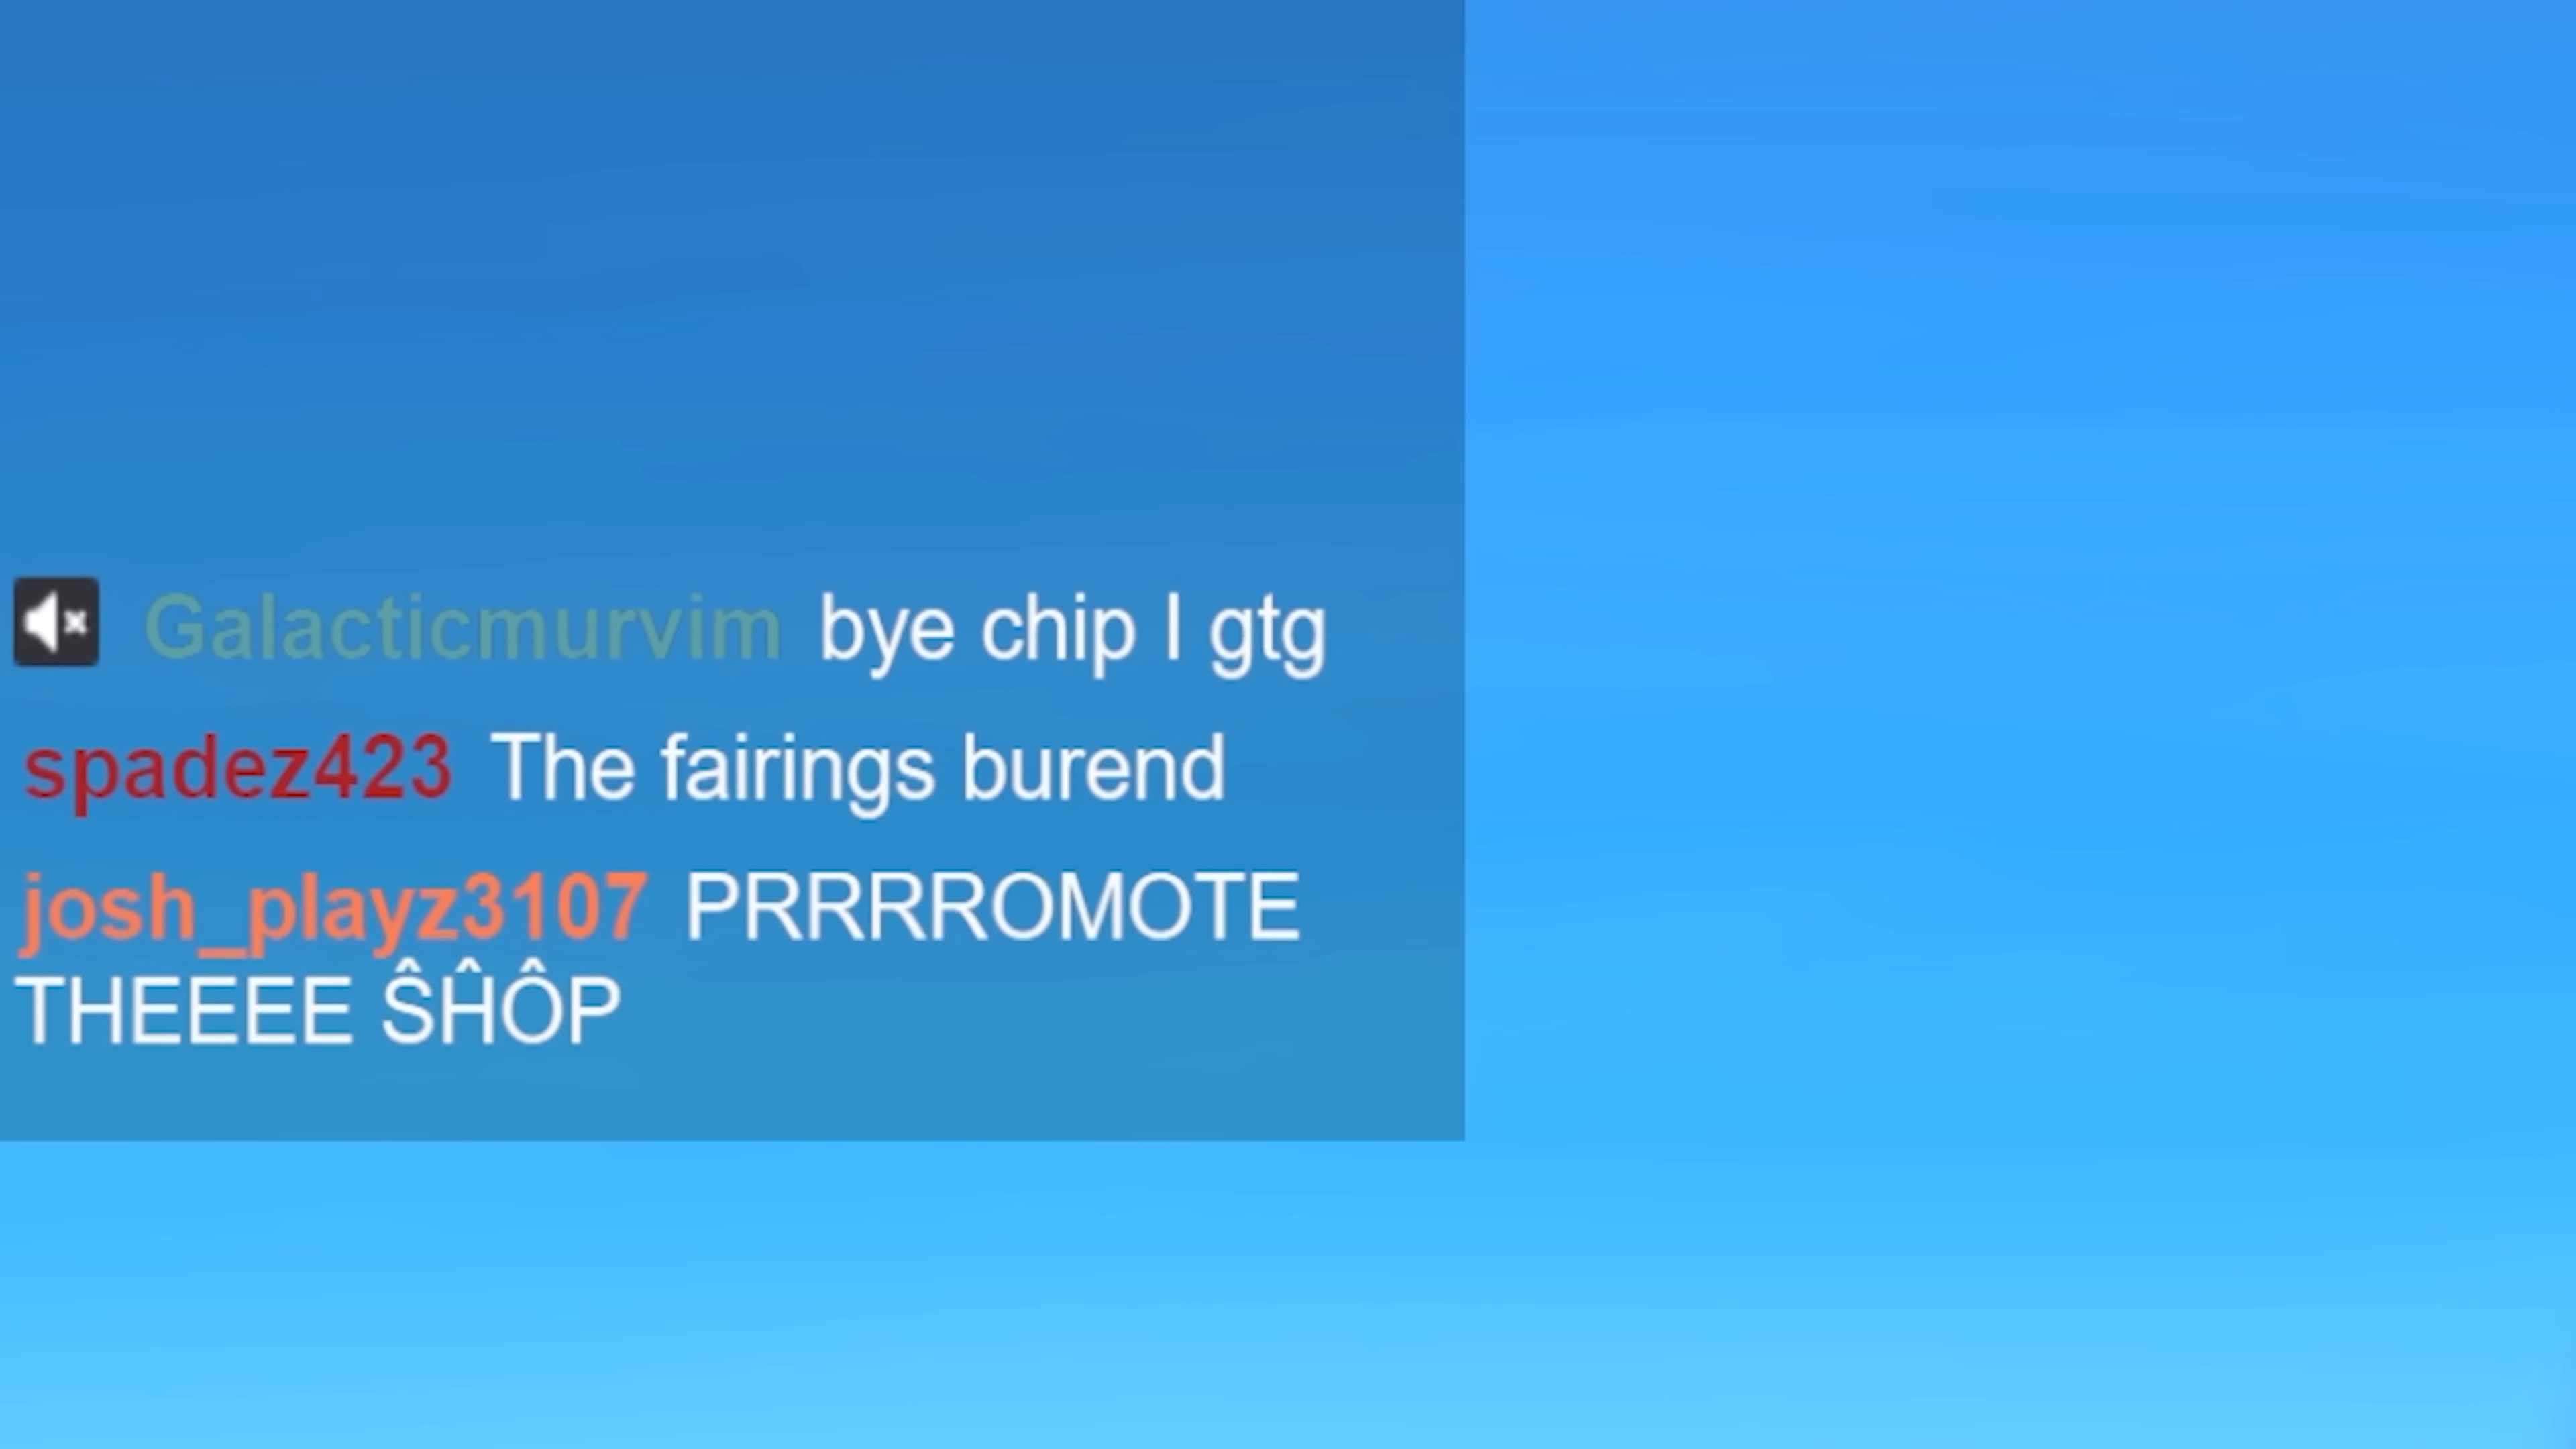 Galacticmurvim bye chip I gtg
spadez423 The fairings burend
josh_playz3107 PRRRROMOTE
THEEEE ŜĤÔP